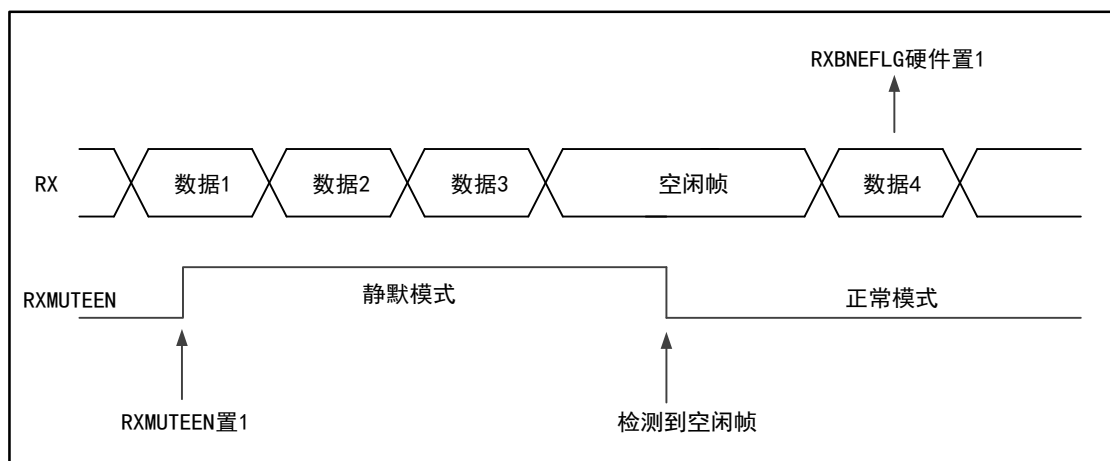 RXBNEFLG硬件置1
RX
数据1
数据2
数据3
空闲帧
数据4
RXMUTEEN
静默模式
正常模式
RXMUTEEN置1
检测到空闲帧